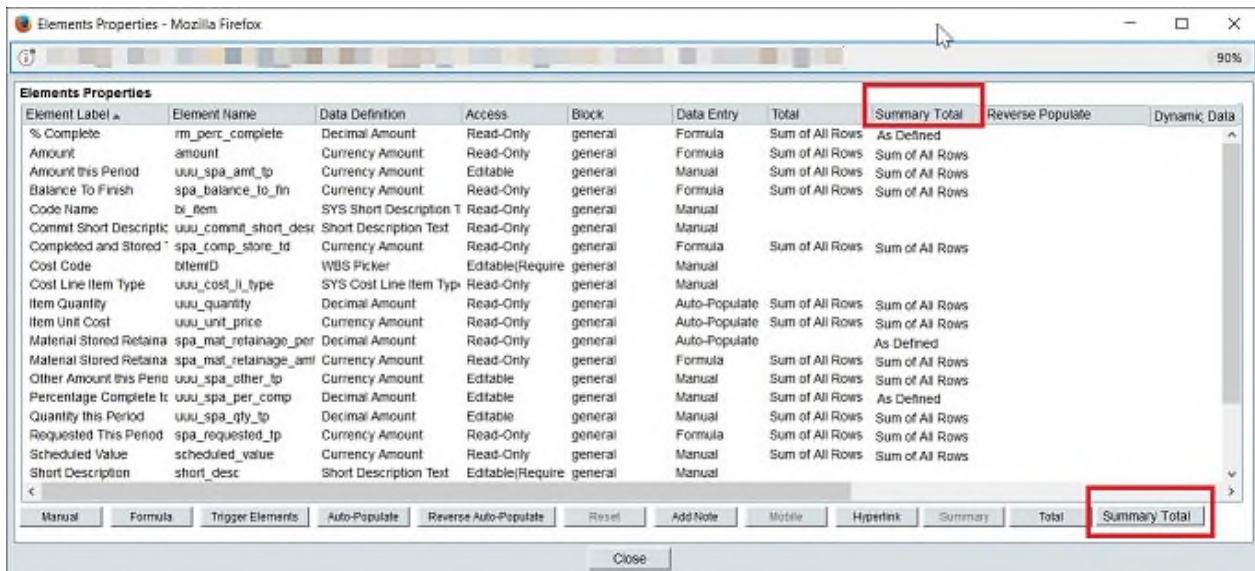 Elements Properties - Mozilla Firefox
90%
Elements Properties
Element Label Element Name Data Definition Access Block Data Entry Total Summary Total Reverse Populate Dynamic Data
% Complete rm_perc_complete Decimal Amount Read-Only general Formula Sum of All Rows As Defined
Amount amount Currency Amount Read-Only general Formula Sum of All Rows Sum of All Rows
Amount this Period uuu_spa_amt_tp Currency Amount Editable general Manual Sum of All Rows Sum of All Rows
Balance To Finish spa_balance_to_fin Currency Amount Read-Only general Formula Sum of All Rows Sum of All Rows
Code Name bi_item SYS Short Description T Read-Only general Manual
Commit Short Descriptic uuu_commit_short_desc Short Description Text Read-Only general Manual
Completed and Stored T spa_comp_store_td Currency Amount Read-Only general Formula Sum of All Rows Sum of All Rows
Cost Code bItemID WBS Picker Editable(Require general Manual
Cost Line Item Type uuu_cost_li_type SYS Cost Line Item Typ Read-Only general Manual
Item Quantity uuu_quantity Decimal Amount Read-Only general Auto-Populate Sum of All Rows Sum of All Rows
Item Unit Cost uuu_unit_price Currency Amount Read-Only general Auto-Populate Sum of All Rows Sum of All Rows
Material Stored Retaina spa_mat_retainage_per Decimal Amount Read-Only general Auto-Populate As Defined
Material Stored Retaina spa_mat_retainage_am Currency Amount Read-Only general Formula Sum of All Rows Sum of All Rows
Other Amount this Perio uuu_spa_other_tp Currency Amount Editable general Manual Sum of All Rows Sum of All Rows
Percentage Complete to uuu_spa_per_comp Decimal Amount Editable general Manual Sum of All Rows As Defined
Quantity this Period uuu_spa_qty_tp Decimal Amount Editable general Manual Sum of All Rows Sum of All Rows
Requested This Period spa_requested_tp Currency Amount Read-Only general Formula Sum of All Rows Sum of All Rows
Scheduled Value scheduled_value Currency Amount Read-Only general Manual Sum of All Rows Sum of All Rows
Short Description short_desc Short Description Text Editable(Require general Manual
Manual Formula Trigger Elements Auto-Populate Reverse Auto-Populate Reset Add Note Mobile Hyperlink Summary Total Summary Total
Close